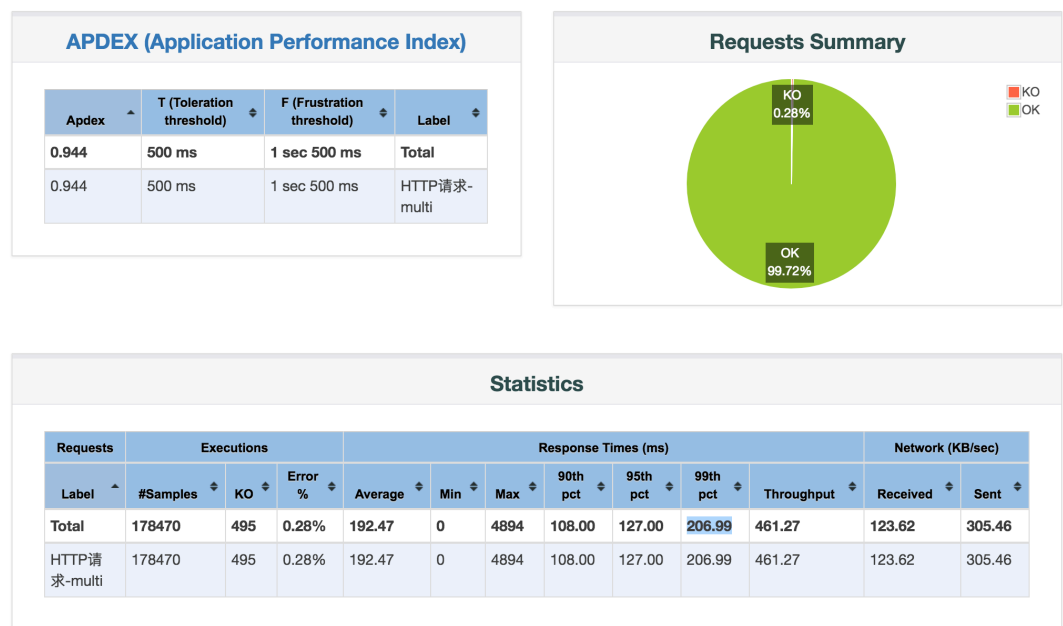 APDEX (Application Performance Index)
Apdex T (Toleration threshold) F (Frustration threshold) Label
0.944 500 ms 1 sec 500 ms Total
0.944 500 ms 1 sec 500 ms HTTP请求-multi
Requests Summary
KO
0.28%
OK
99.72%
KO
OK
Statistics
Requests Executions Response Times (ms) Network (KB/sec)
Label #Samples KO Error % Average Min Max 90th pct 95th pct 99th pct Throughput Received Sent
Total 178470 495 0.28% 192.47 0 4894 108.00 127.00 206.99 461.27 123.62 305.46
HTTP请求-multi 178470 495 0.28% 192.47 0 4894 108.00 127.00 206.99 461.27 123.62 305.46